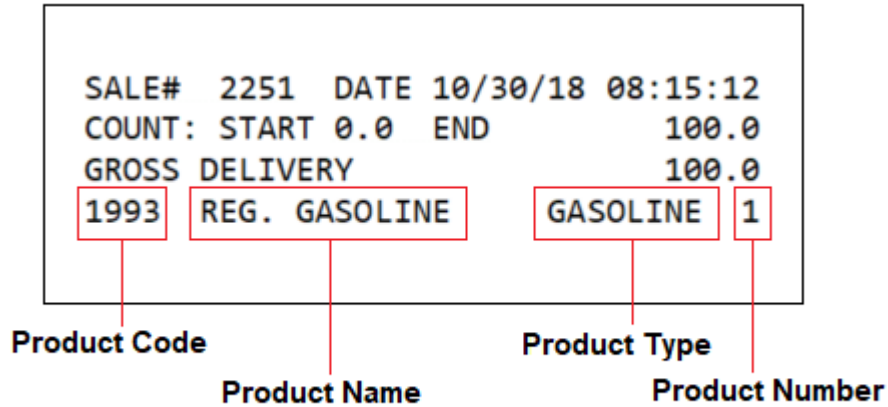 SALE# 2251 DATE 10/30/18 08:15:12
COUNT: START 0.0 END 100.0
GROSS DELIVERY 100.0
1993 REG. GASOLINE GASOLINE 1
Product Code
Product Type
Product Name
Product Number